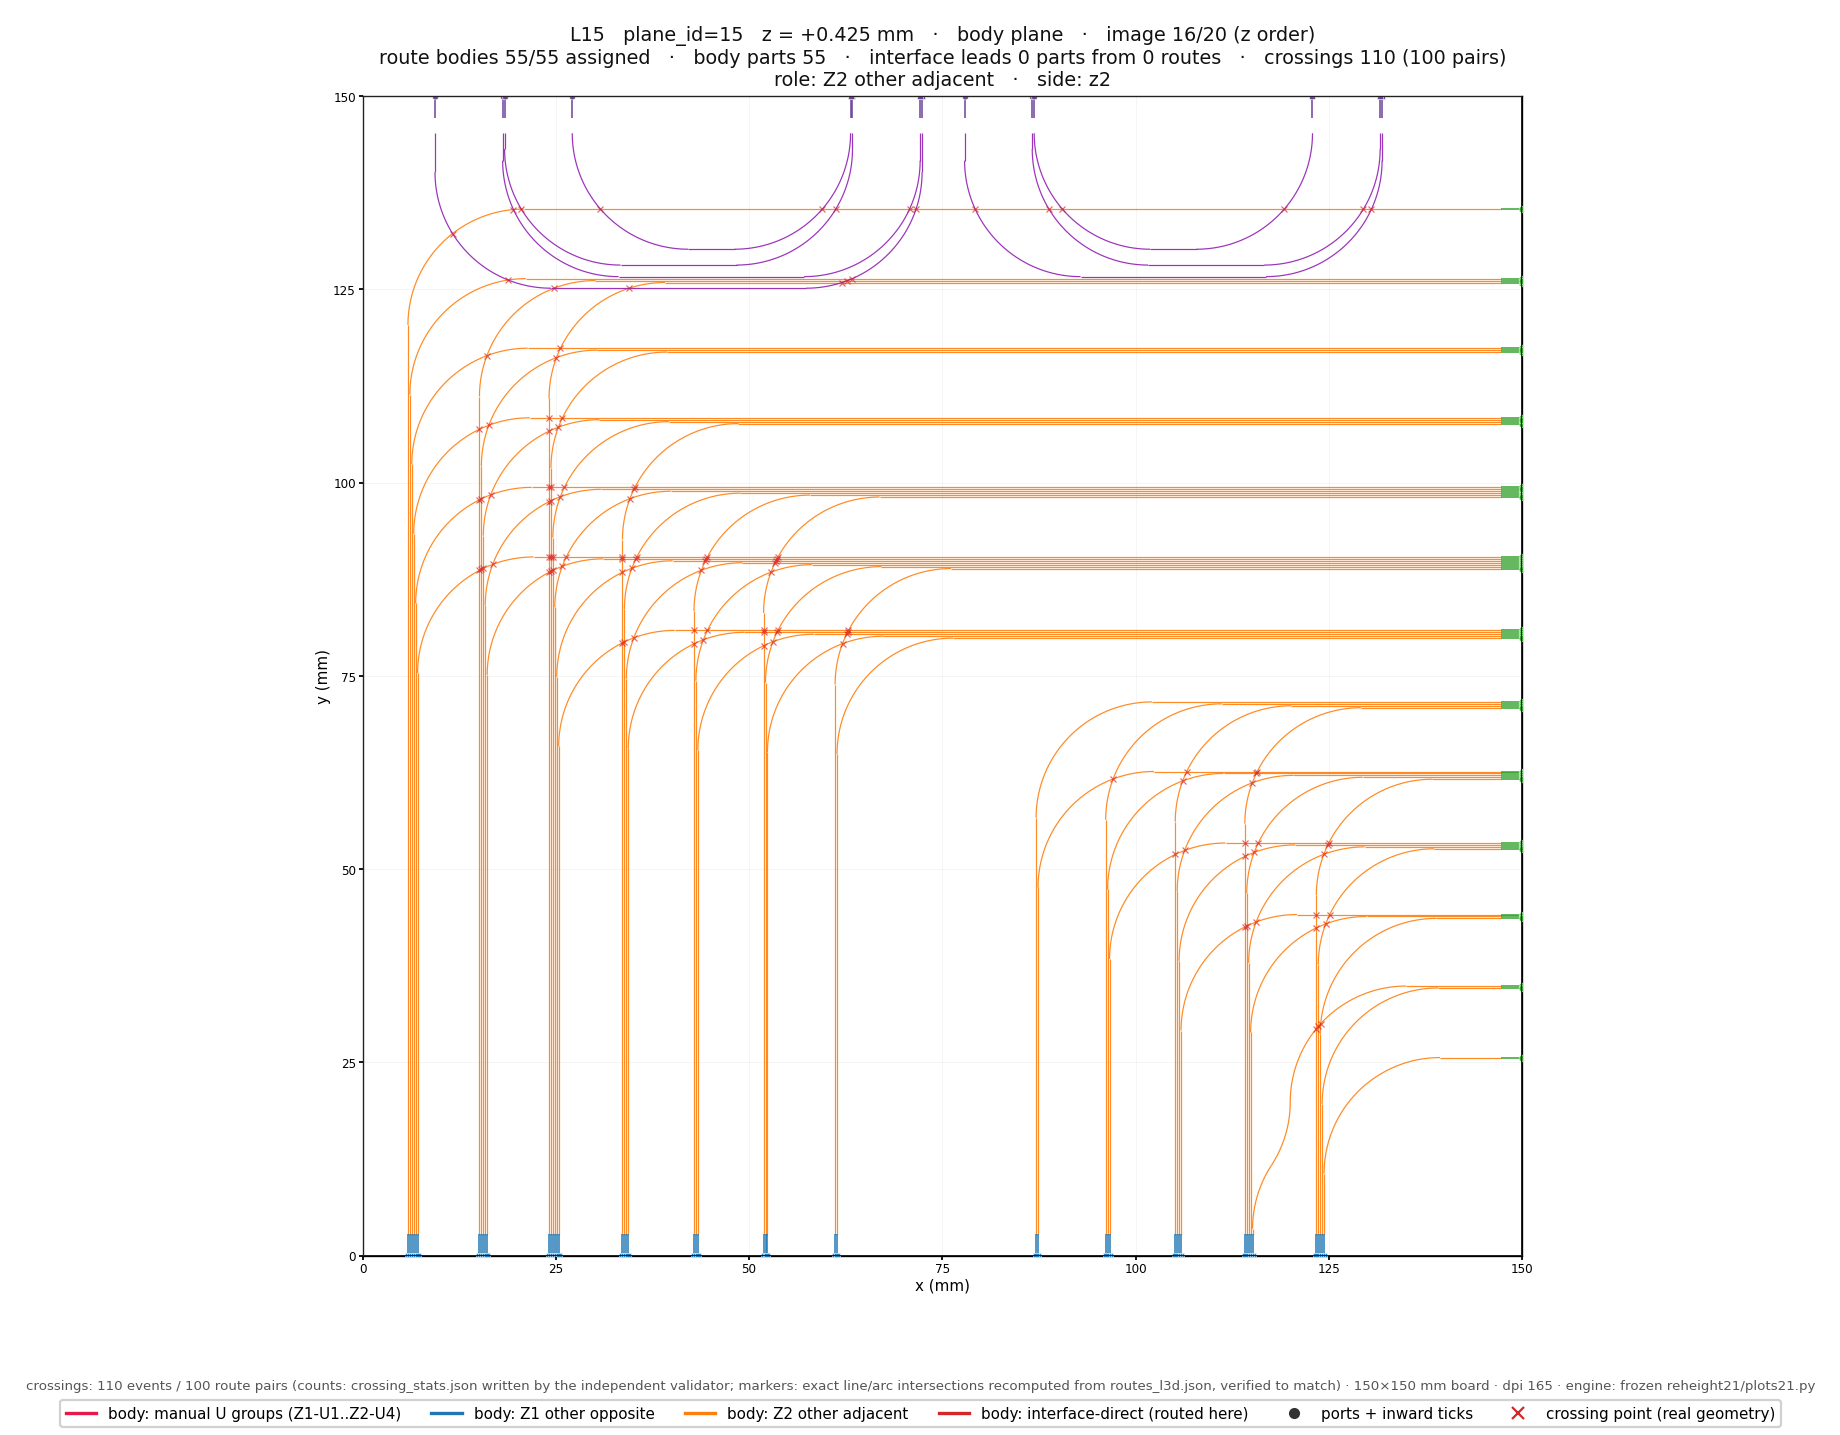 L15   plane_id=15   z = +0.425 mm   ·   body plane   ·   image 16/20 (z order)
route bodies 55/55 assigned   ·   body parts 55   ·   interface leads 0 parts from 0 routes   ·   crossings 110 (100 pairs)
role: Z2 other adjacent   ·   side: z2
150
125
100
75
50
25
0
y (mm)
0 25 50 75 100 125 150
x (mm)
crossings: 110 events / 100 route pairs (counts: crossing_stats.json written by the independent validator; markers: exact line/arc intersections recomputed from routes_l3d.json, verified to match) · 150×150 mm board · dpi 165 · engine: frozen reheight21/plots21.py
body: manual U groups (Z1-U1..Z2-U4) body: Z1 other opposite body: Z2 other adjacent body: interface-direct (routed here) ports + inward ticks crossing point (real geometry)